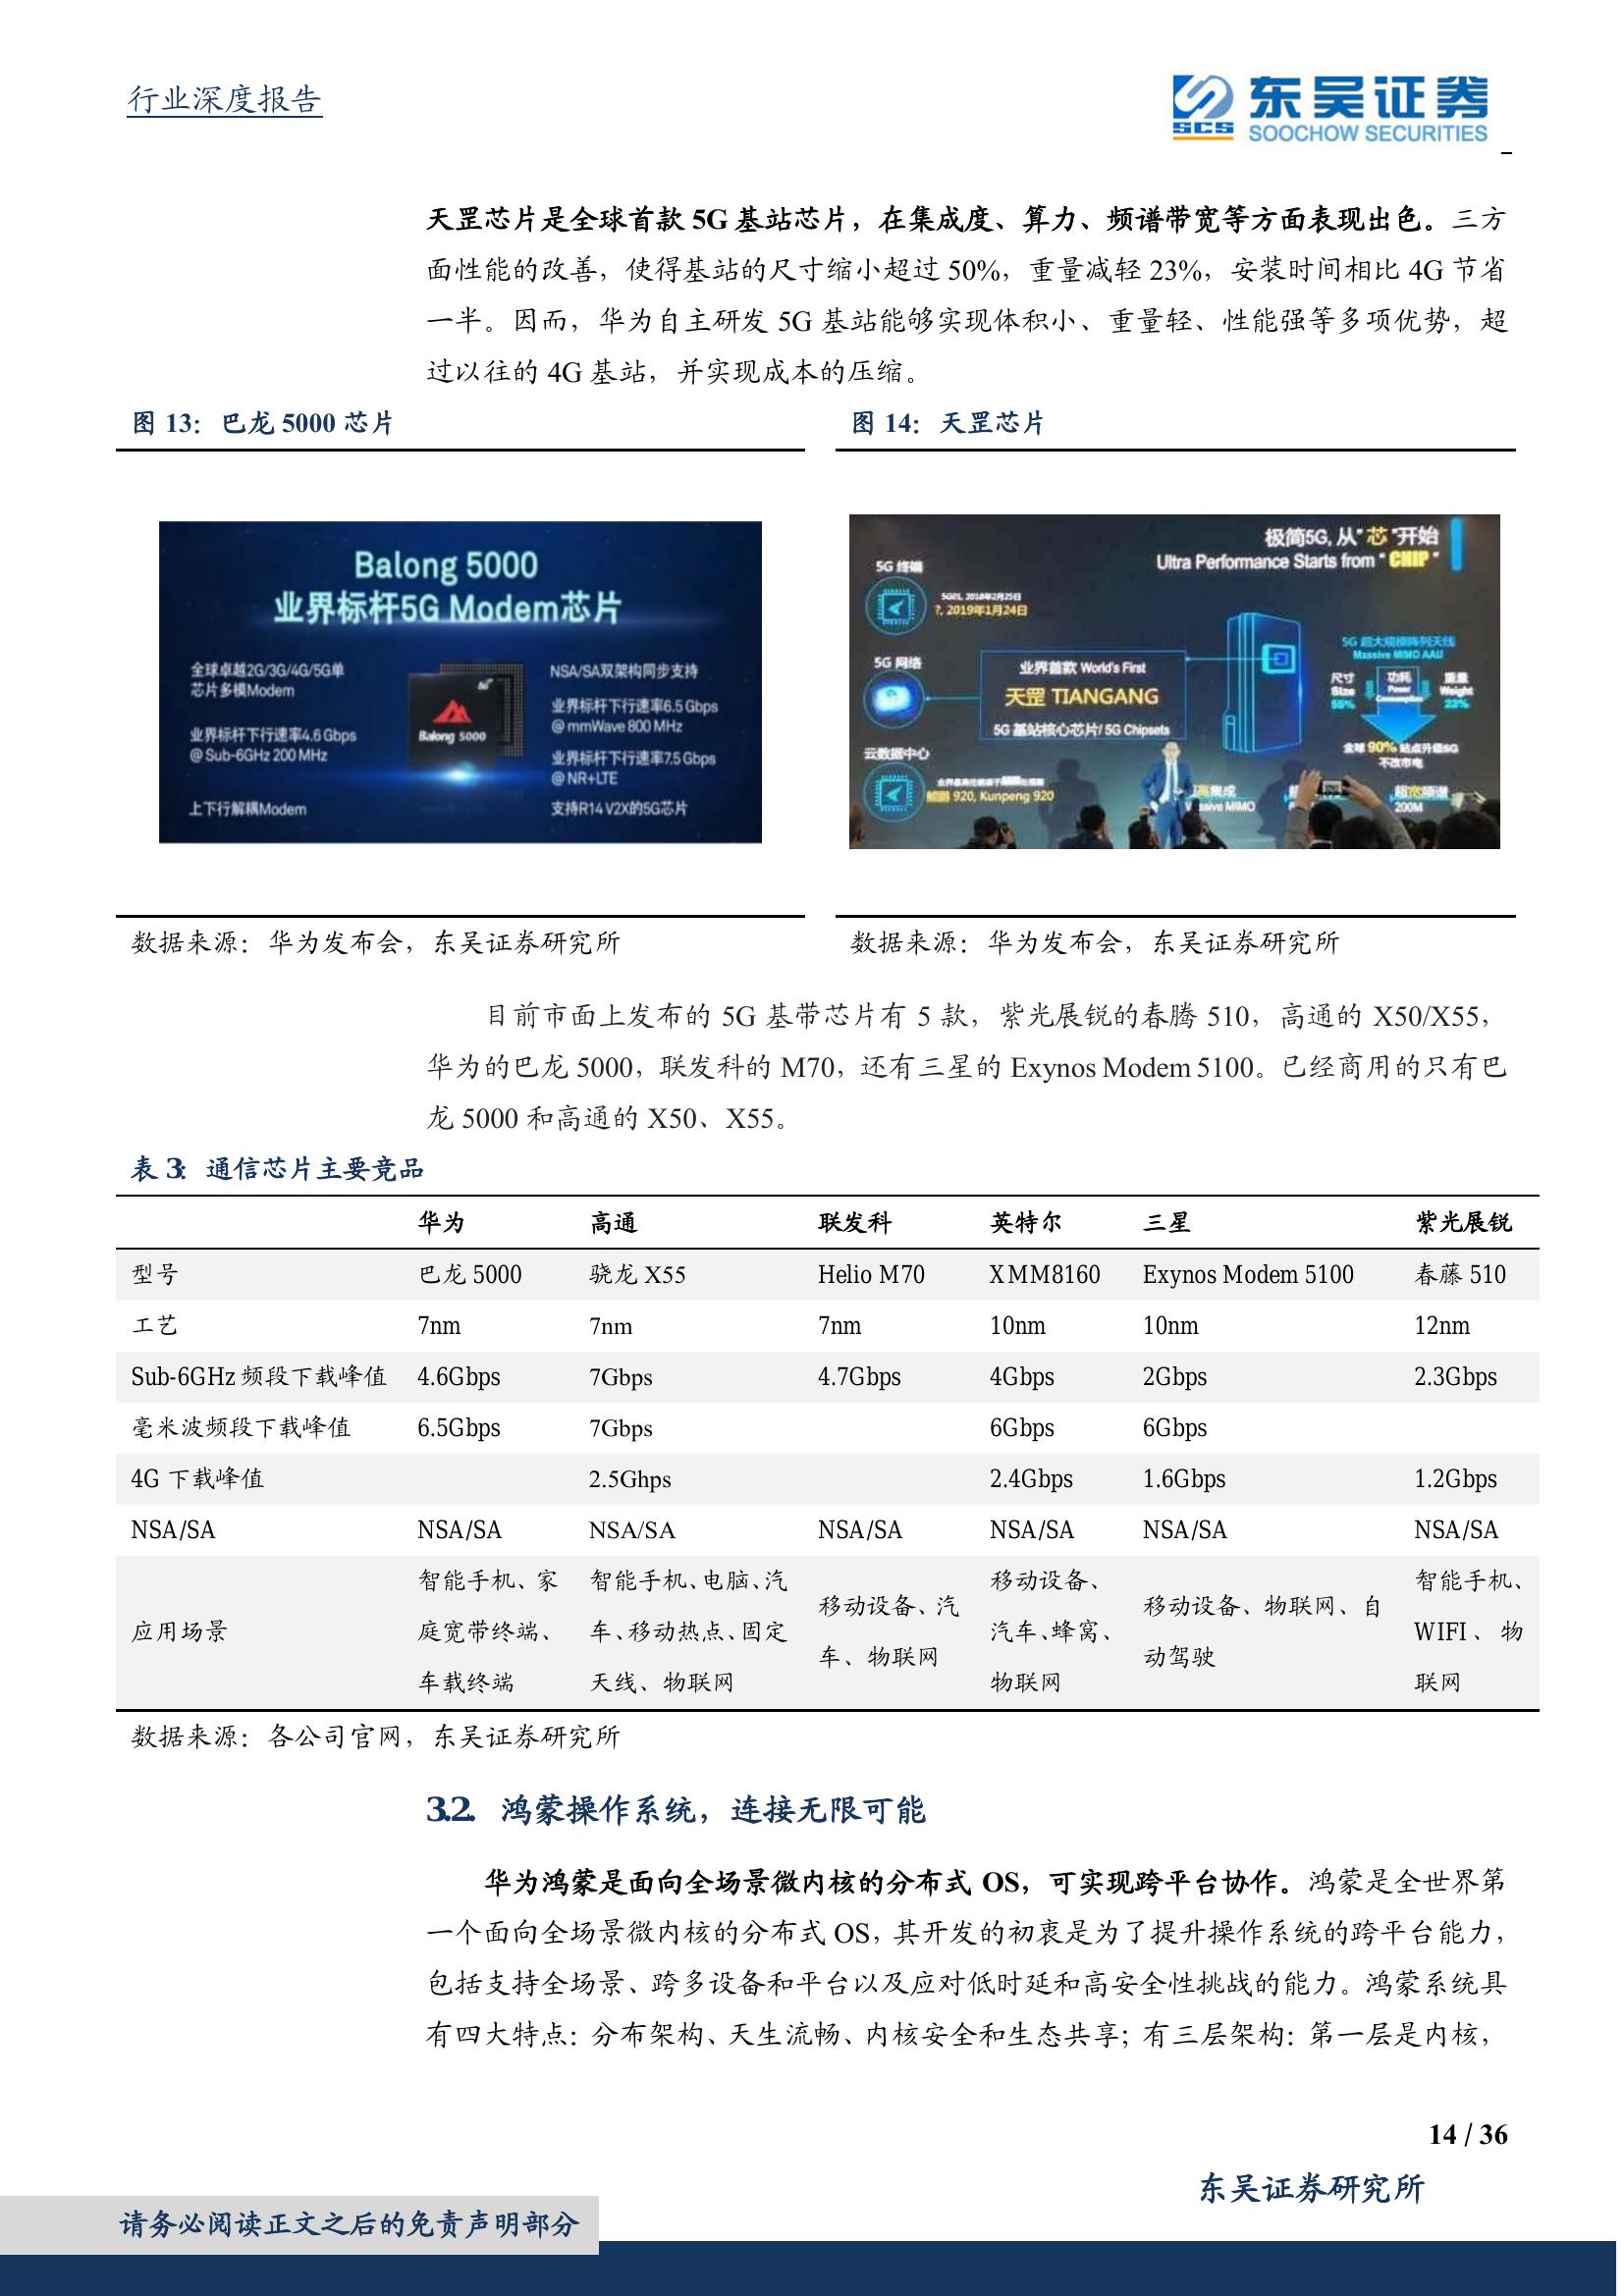 行业深度报告
东吴证券
SCS
SOOCHOW SECURITIES
天罡芯片是全球首款 5G 基站芯片，在集成度、算力、频谱带宽等方面表现出色。三方
面性能的改善，使得基站的尺寸缩小超过 50%，重量减轻 23%，安装时间相比 4G 节省
一半。因而，华为自主研发 5G 基站能够实现体积小、重量轻、性能强等多项优势，超
过以往的 4G 基站，并实现成本的压缩。
图 13：巴龙 5000 芯片
Balong 5000
业界标杆5G Modem芯片
全球卓越2G/3G/4G/5G单
芯片多模Modem
业界标杆下行速率4.6 Gbps
@ Sub-6GHz 200 MHz
上下行解耦Modem
5G
Balong 5000
NSA/SA双架构同步支持
业界标杆下行速率6.5 Gbps
@ mmWave 800 MHz
业界标杆下行速率7.5 Gbps
@ NR+LTE
支持R14 V2X的5G芯片
图 14：天罡芯片
极简5G, 从“芯”开始
Ultra Performance Starts from “ CHIP ”
5G 终端
5G01, 2018年2月25日
?, 2019年1月24日
5G 网络
业界首款 World's First
天罡 TIANGANG
5G 基站核心芯片/ 5G Chipsets
云数据中心
920, Kunpeng 920
5G 超大规模阵列天线
Massive MIMO AAU
尺寸
Size
55%
功耗
Power
重量
Weight
23%
全球 90% 站点升级5G
不改市电
高集成
MIMO
超宽频谱
200M
数据来源：华为发布会，东吴证券研究所
数据来源：华为发布会，东吴证券研究所
目前市面上发布的 5G 基带芯片有 5 款，紫光展锐的春腾 510，高通的 X50/X55，
华为的巴龙 5000，联发科的 M70，还有三星的 Exynos Modem 5100。已经商用的只有巴
龙 5000 和高通的 X50、X55。
表 3：通信芯片主要竞品
华为 高通 联发科 英特尔 三星 紫光展锐
型号 巴龙 5000 骁龙 X55 Helio M70 XMM8160 Exynos Modem 5100 春藤 510
工艺 7nm 7nm 7nm 10nm 10nm 12nm
Sub-6GHz 频段下载峰值 4.6Gbps 7Gbps 4.7Gbps 4Gbps 2Gbps 2.3Gbps
毫米波频段下载峰值 6.5Gbps 7Gbps 6Gbps 6Gbps
4G 下载峰值 2.5Ghps 2.4Gbps 1.6Gbps 1.2Gbps
NSA/SA NSA/SA NSA/SA NSA/SA NSA/SA NSA/SA NSA/SA
应用场景 智能手机、家庭宽带终端、车载终端 智能手机、电脑、汽车、移动热点、固定天线、物联网 移动设备、汽车、物联网 移动设备、汽车、蜂窝、物联网 移动设备、物联网、自动驾驶 智能手机、WIFI、物联网
数据来源：各公司官网，东吴证券研究所
3.2. 鸿蒙操作系统，连接无限可能
华为鸿蒙是面向全场景微内核的分布式 OS，可实现跨平台协作。鸿蒙是全世界第
一个面向全场景微内核的分布式 OS，其开发的初衷是为了提升操作系统的跨平台能力，
包括支持全场景、跨多设备和平台以及应对低时延和高安全性挑战的能力。鸿蒙系统具
有四大特点：分布架构、天生流畅、内核安全和生态共享；有三层架构：第一层是内核，
14 / 36
东吴证券研究所
请务必阅读正文之后的免责声明部分